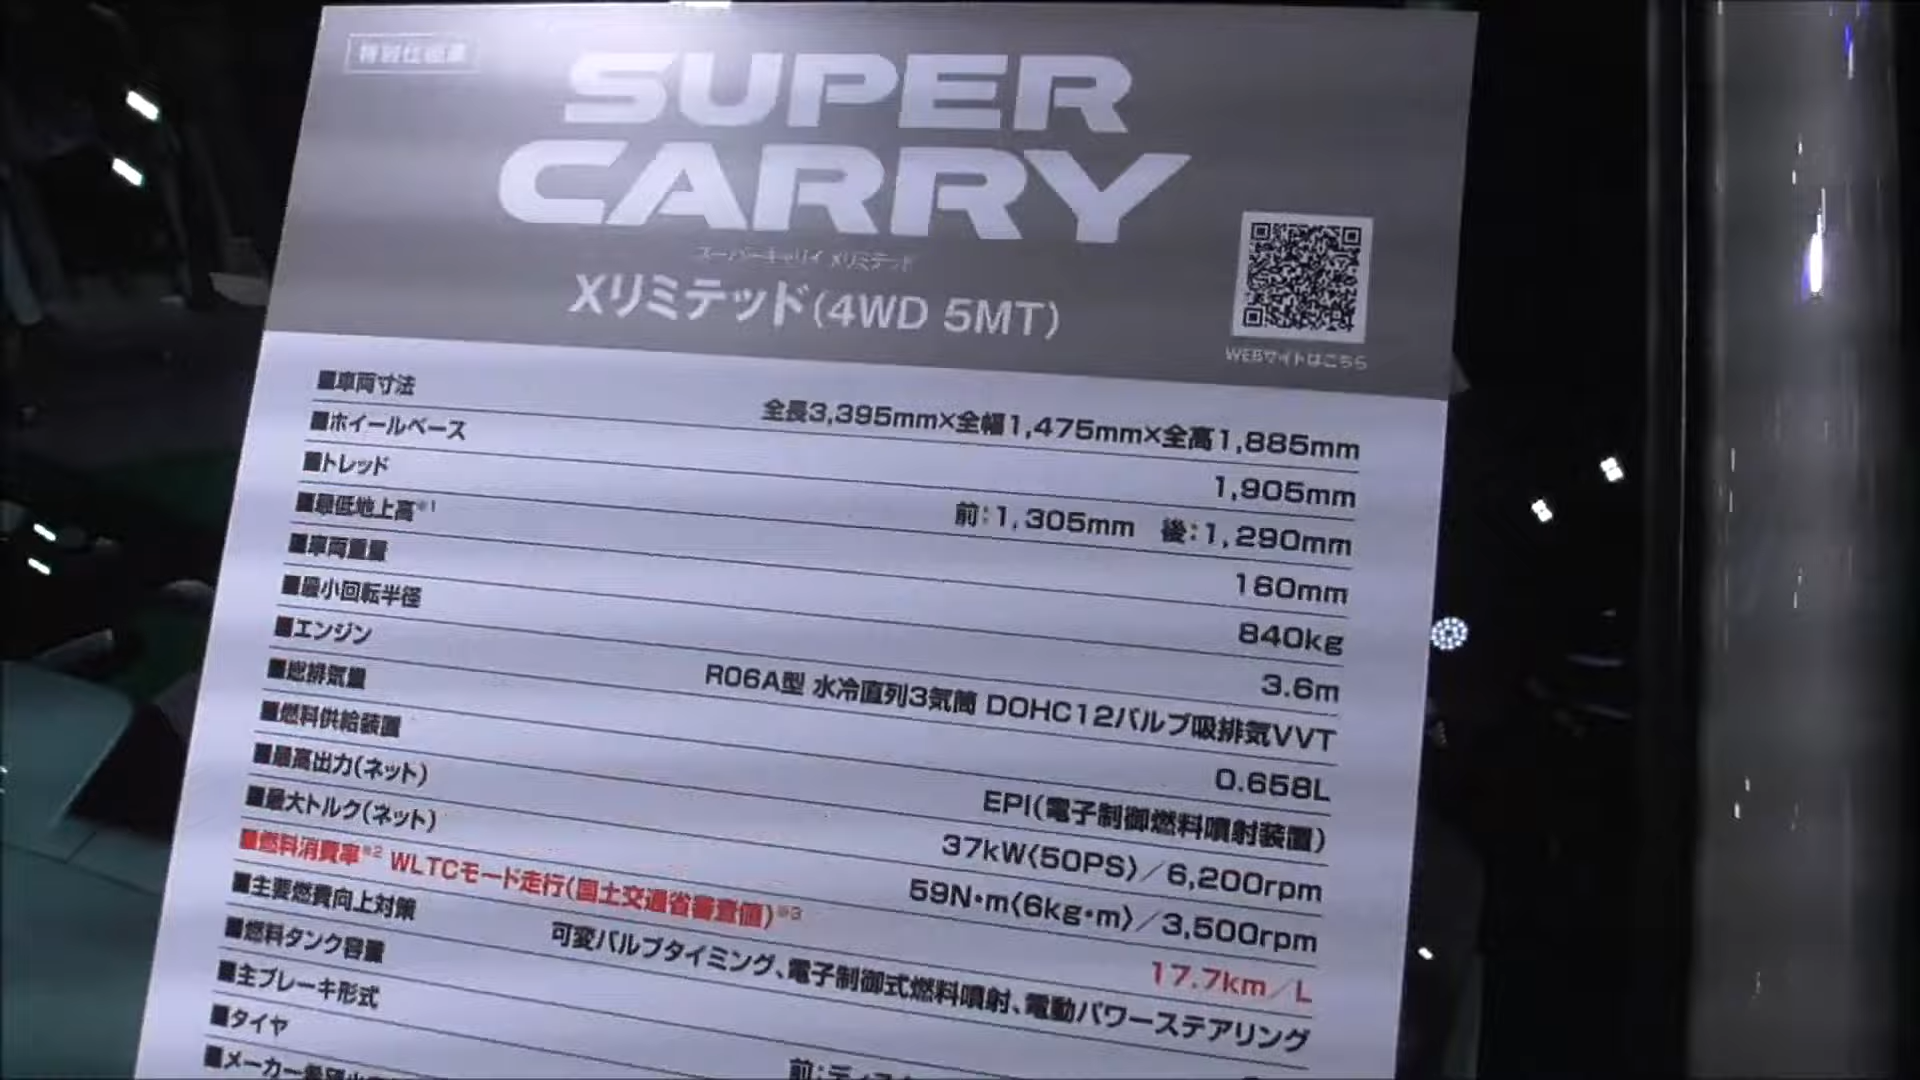 特別仕様車
SUPER
CARRY
スーパーキャリイ Xリミテッド
Xリミテッド(4WD 5MT)
WEBサイトはこちら
■車両寸法 全長3,395mm×全幅1,475mm×全高1,885mm
■ホイールベース 1,905mm
■トレッド 前:1,305mm 後:1,290mm
■最低地上高※1 160mm
■車両重量 840kg
■最小回転半径 3.6m
■エンジン R06A型 水冷直列3気筒 DOHC12バルブ吸排気VVT
■総排気量 0.658L
■燃料供給装置 EPI(電子制御燃料噴射装置)
■最高出力(ネット) 37kW〈50PS〉/6,200rpm
■最大トルク(ネット) 59N・m〈6kg・m〉/3,500rpm
■燃料消費率※2 WLTCモード走行(国土交通省審査値)※3 17.7km/L
■主要燃費向上対策 可変バルブタイミング、電子制御式燃料噴射、電動パワーステアリング
■燃料タンク容量
■主ブレーキ形式 前:ディスク
■タイヤ
■メーカー希望小